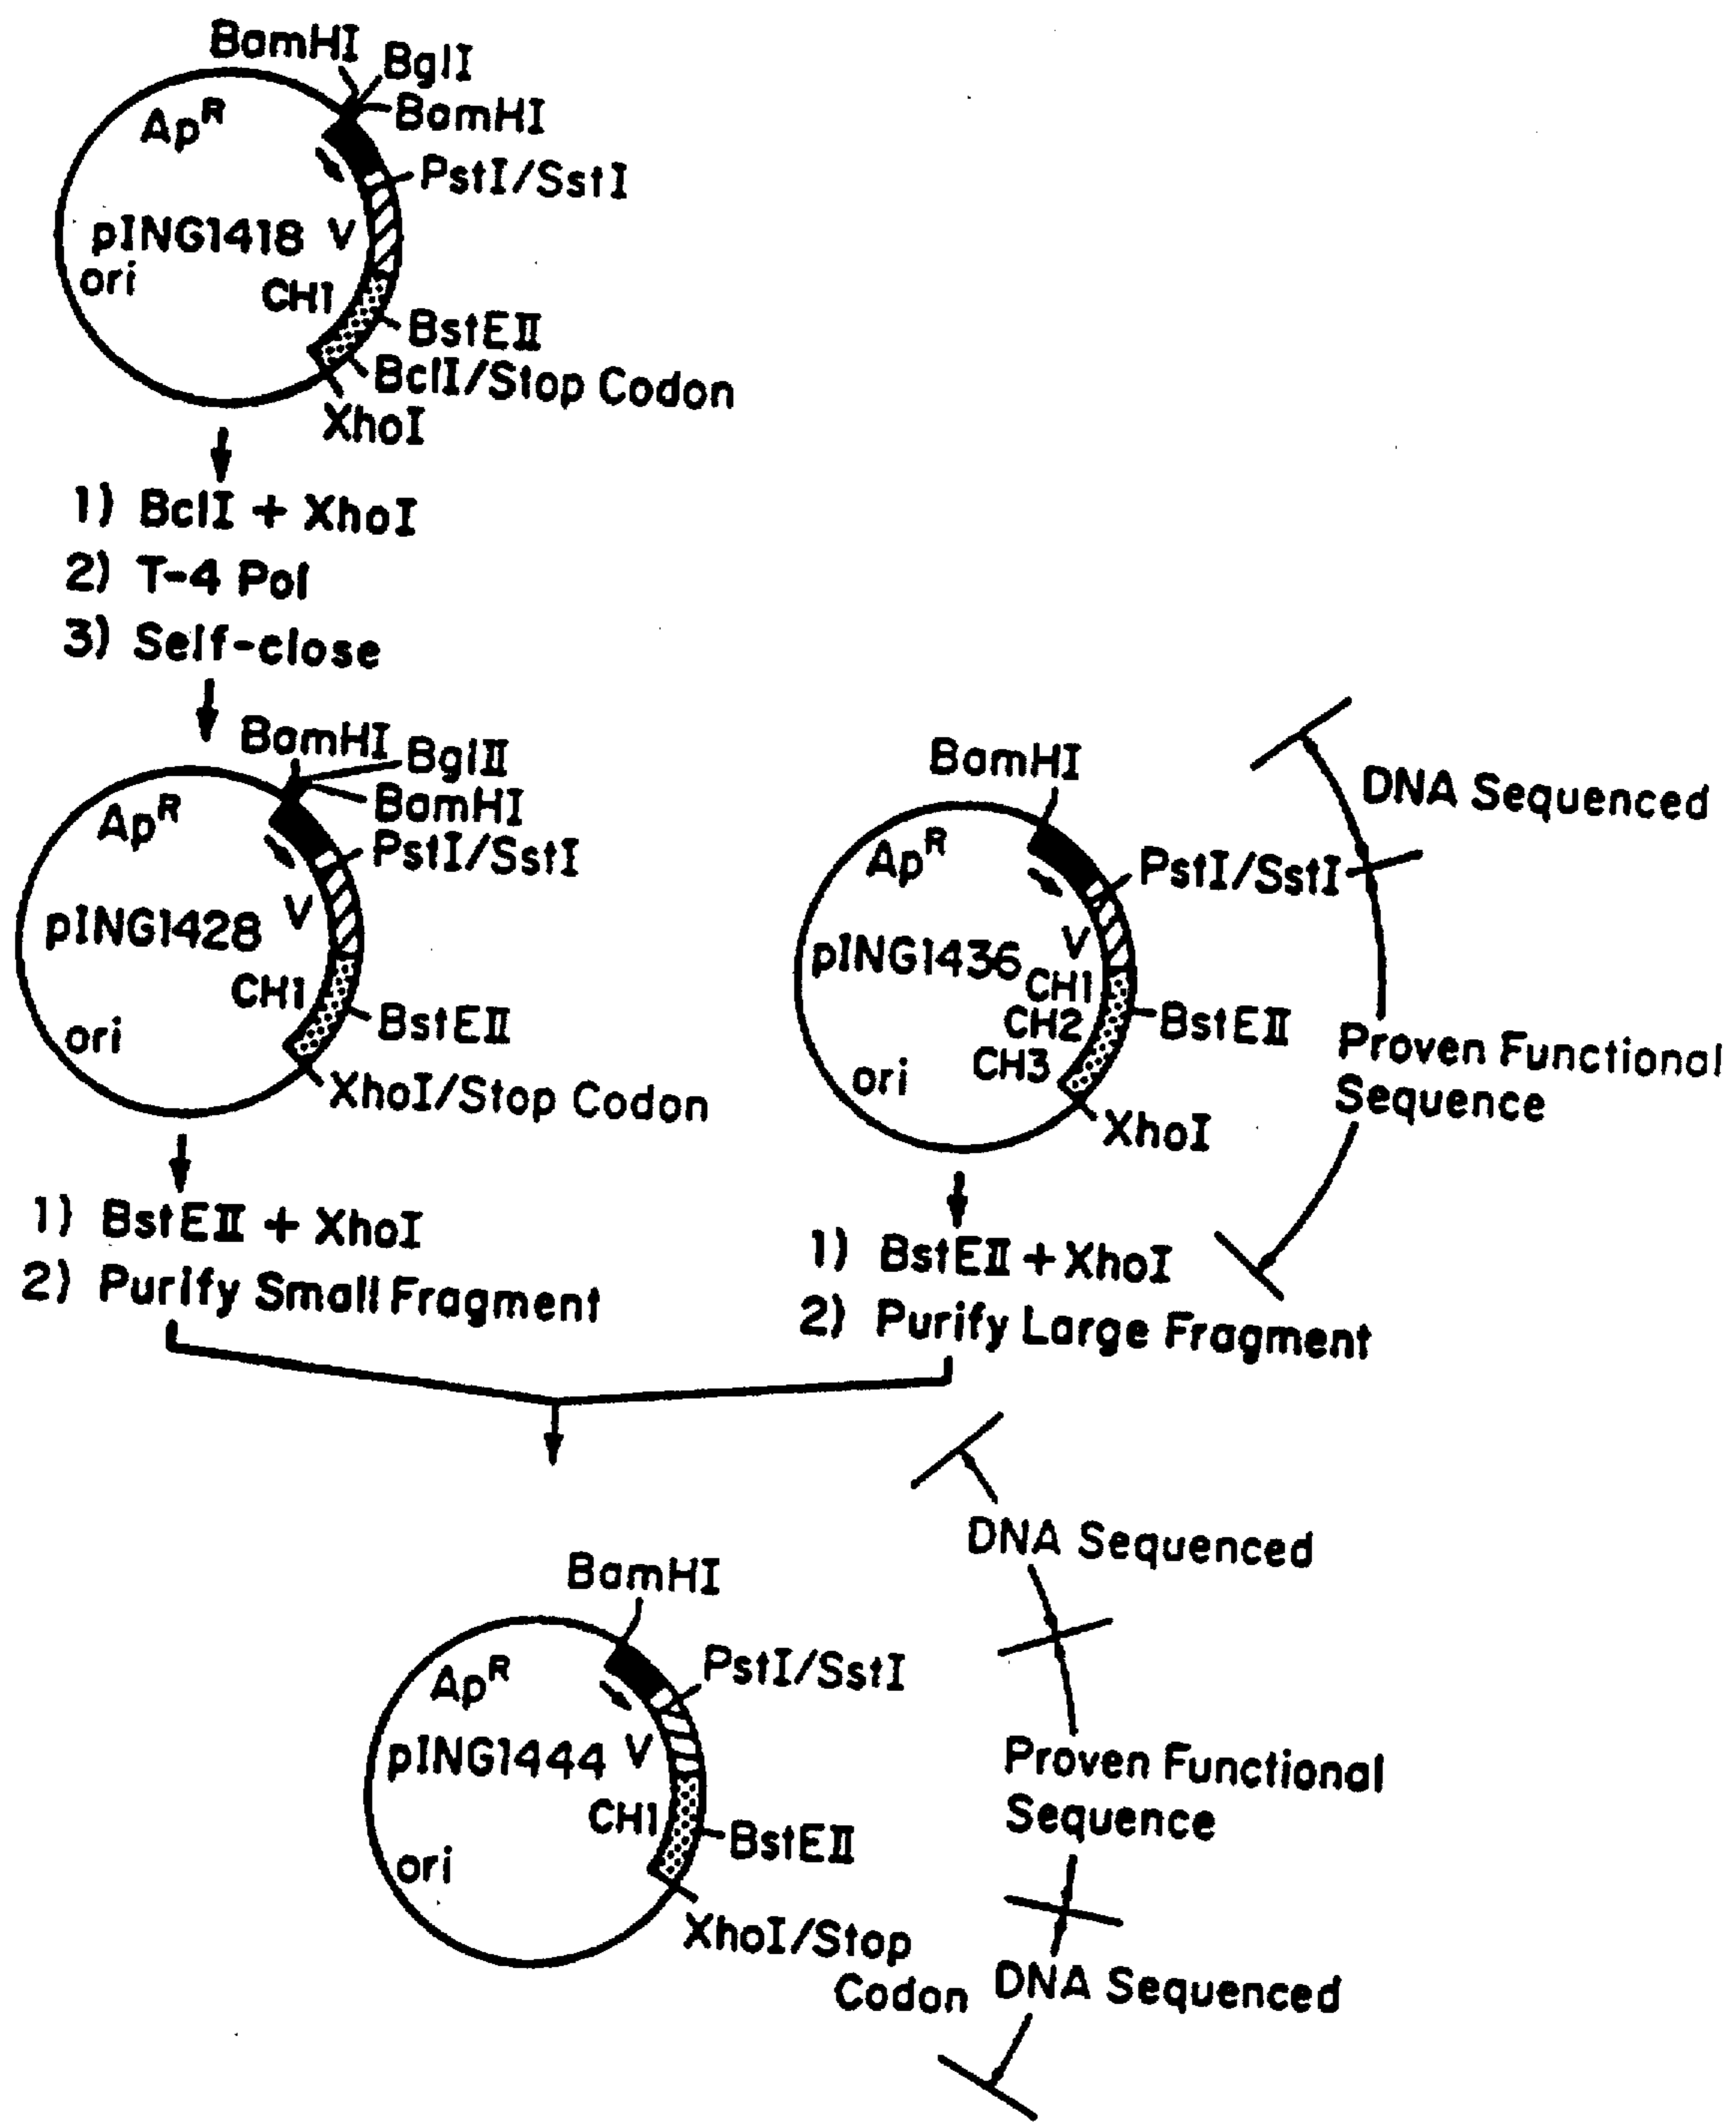 BamHI
BglI
BamHI
Ap^R
PstI/SstI
pING1418 V
ori
CH1
BstEII
BclI/Stop Codon
XhoI
1) BclI + XhoI
2) T-4 Pol
3) Self-close
BamHI
BglII
BamHI
Ap^R
PstI/SstI
V
pING1428
CH1
BstEII
ori
XhoI/Stop Codon
1) BstEII + XhoI
2) Purify Small Fragment
BamHI
DNA Sequenced
Ap^R
PstI/SstI
V
pING1436
CH1
CH2
BstEII
CH3
ori
Proven Functional
Sequence
XhoI
1) BstEII + XhoI
2) Purify Large Fragment
DNA Sequenced
BamHI
Ap^R
PstI/SstI
pING1444 V
Proven Functional
Sequence
CH1
BstEII
ori
XhoI/Stop
Codon
DNA Sequenced